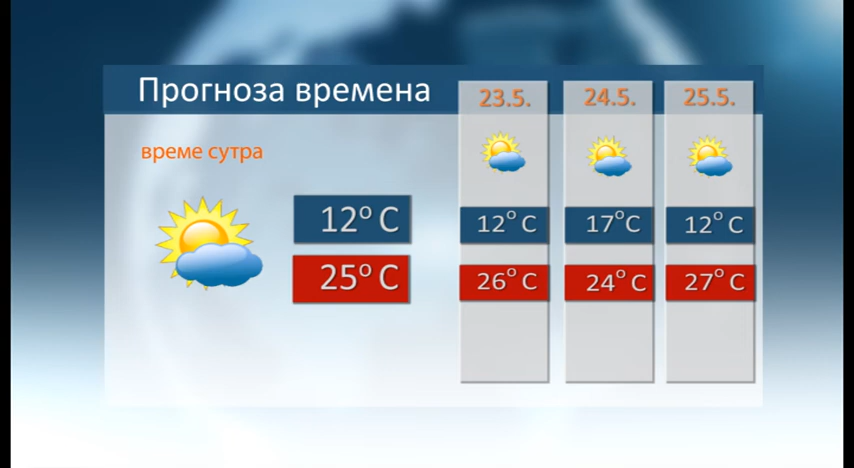 Прогноза времена
време сутра
12° C
25° C
23.5.
12° C
26° C
24.5.
17°C
24° C
25.5.
12° C
27° C